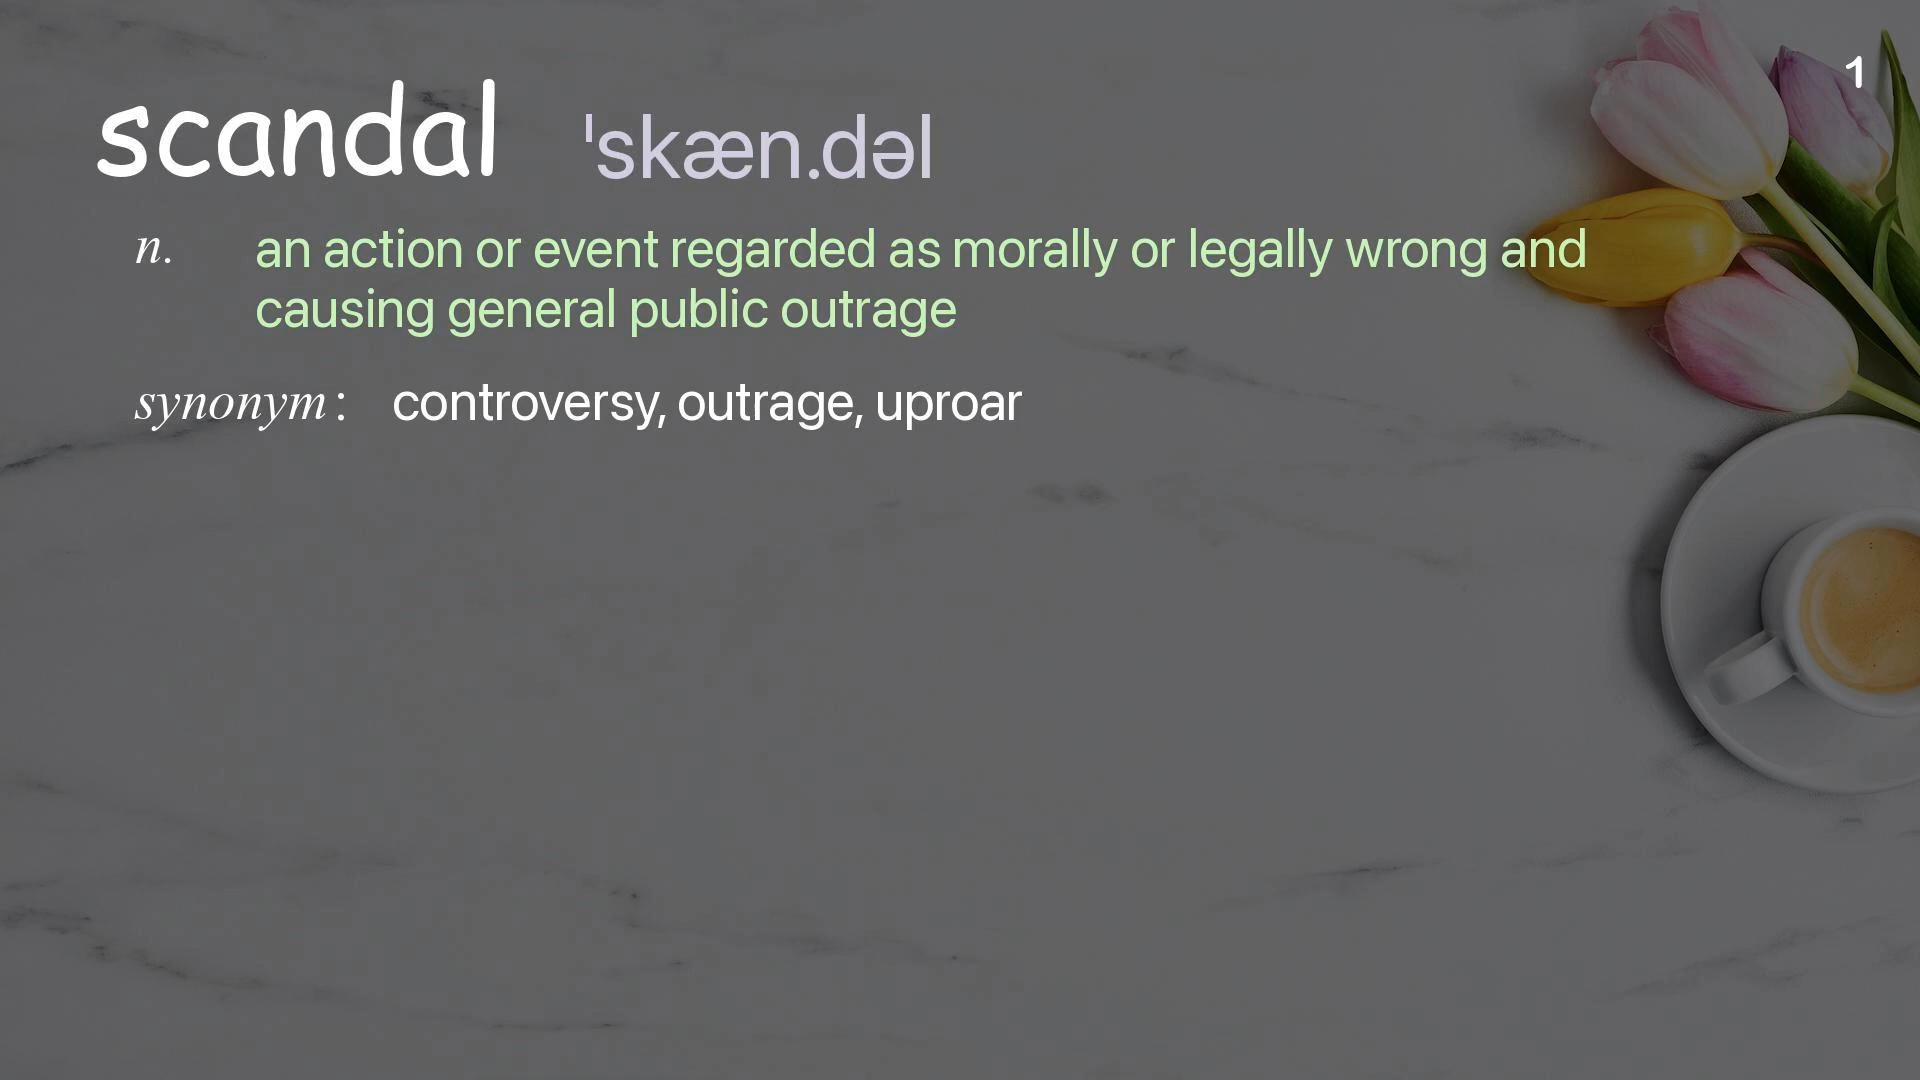 1
scandal ˈskæn.dəl
n. an action or event regarded as morally or legally wrong and
causing general public outrage
synonym: controversy, outrage, uproar